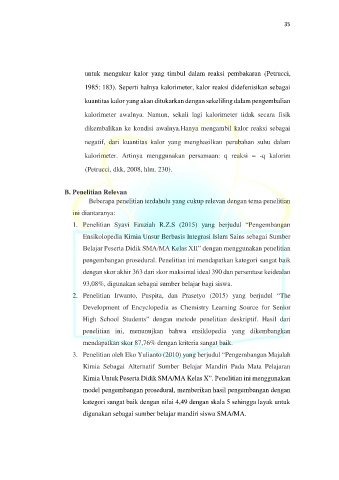 35
untuk mengukur kalor yang timbul dalam reaksi pembakaran (Petrucci,
1985: 183). Seperti halnya kalorimeter, kalor reaksi didefenisikan sebagai
kuantitas kalor yang akan ditukarkan dengan sekeliling dalam pengembalian
kalorimeter awalnya. Namun, sekali lagi kalorimeter tidak secara fisik
dikembalikan ke kondisi awalnya.Hanya mengambil kalor reaksi sebagai
negatif, dari kuantitas kalor yang menghasilkan perubahan suhu dalam
kalorimeter. Artinya menggunakan persamaan: q reaksi = -q kalorim
(Petrucci, dkk, 2008, hlm. 230).
B. Penelitian Relevan
Beberapa penelitian terdahulu yang cukup relevan dengan tema penelitian
ini diantaranya:
1. Penelitian Syavi Fauziah R.Z.S (2015) yang berjudul “Pengembangan
Ensikolopedia Kimia Unsur Berbasis Integrasi Islam Sains sebagai Sumber
Belajar Peserta Didik SMA/MA Kelas XII” dengan menggunakan penelitian
pengembangan prosedural. Penelitian ini mendapatkan kategori sangat baik
dengan skor akhir 363 dari skor maksimal ideal 390 dan persentase keidealan
93,08%, digunakan sebagai sumber belajar bagi siswa.
2. Penelitian Irwanto, Puspita, dan Prasetyo (2015) yang berjudul “The
Development of Encyclopedia as Chemistry Learning Source for Senior
High School Students” dengan metode penelitian deskriptif. Hasil dari
penelitian ini, menunujkan bahwa ensiklopedia yang dikembangkan
mendapatkan skor 87,76% dengan kriteria sangat baik.
3. Penelitian oleh Eko Yulianto (2010) yang berjudul “Pengembangan Majalah
Kimia Sebagai Alternatif Sumber Belajar Mandiri Pada Mata Pelajaran
Kimia Untuk Peserta Didik SMA/MA Kelas X”. Penelitian ini menggunakan
model pengembangan prosedural, memberikan hasil pengembangan dengan
kategori sangat baik dengan nilai 4,49 dengan skala 5 sehingga layak untuk
digunakan sebagai sumber belajar mandiri siswa SMA/MA.